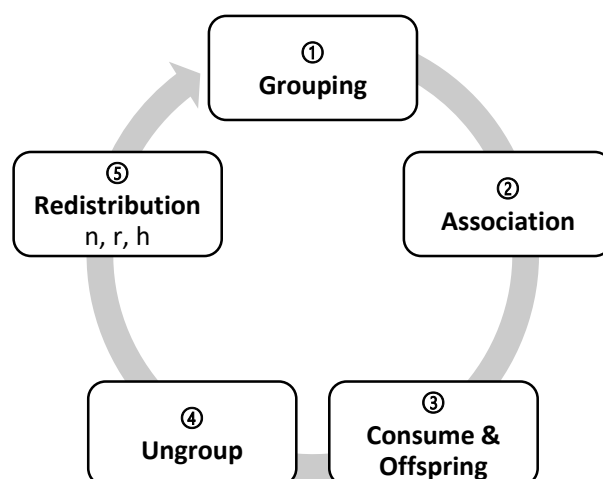 ①
Grouping
②
Association
③
Consume &
Offspring
④
Ungroup
⑤
Redistribution
n, r, h